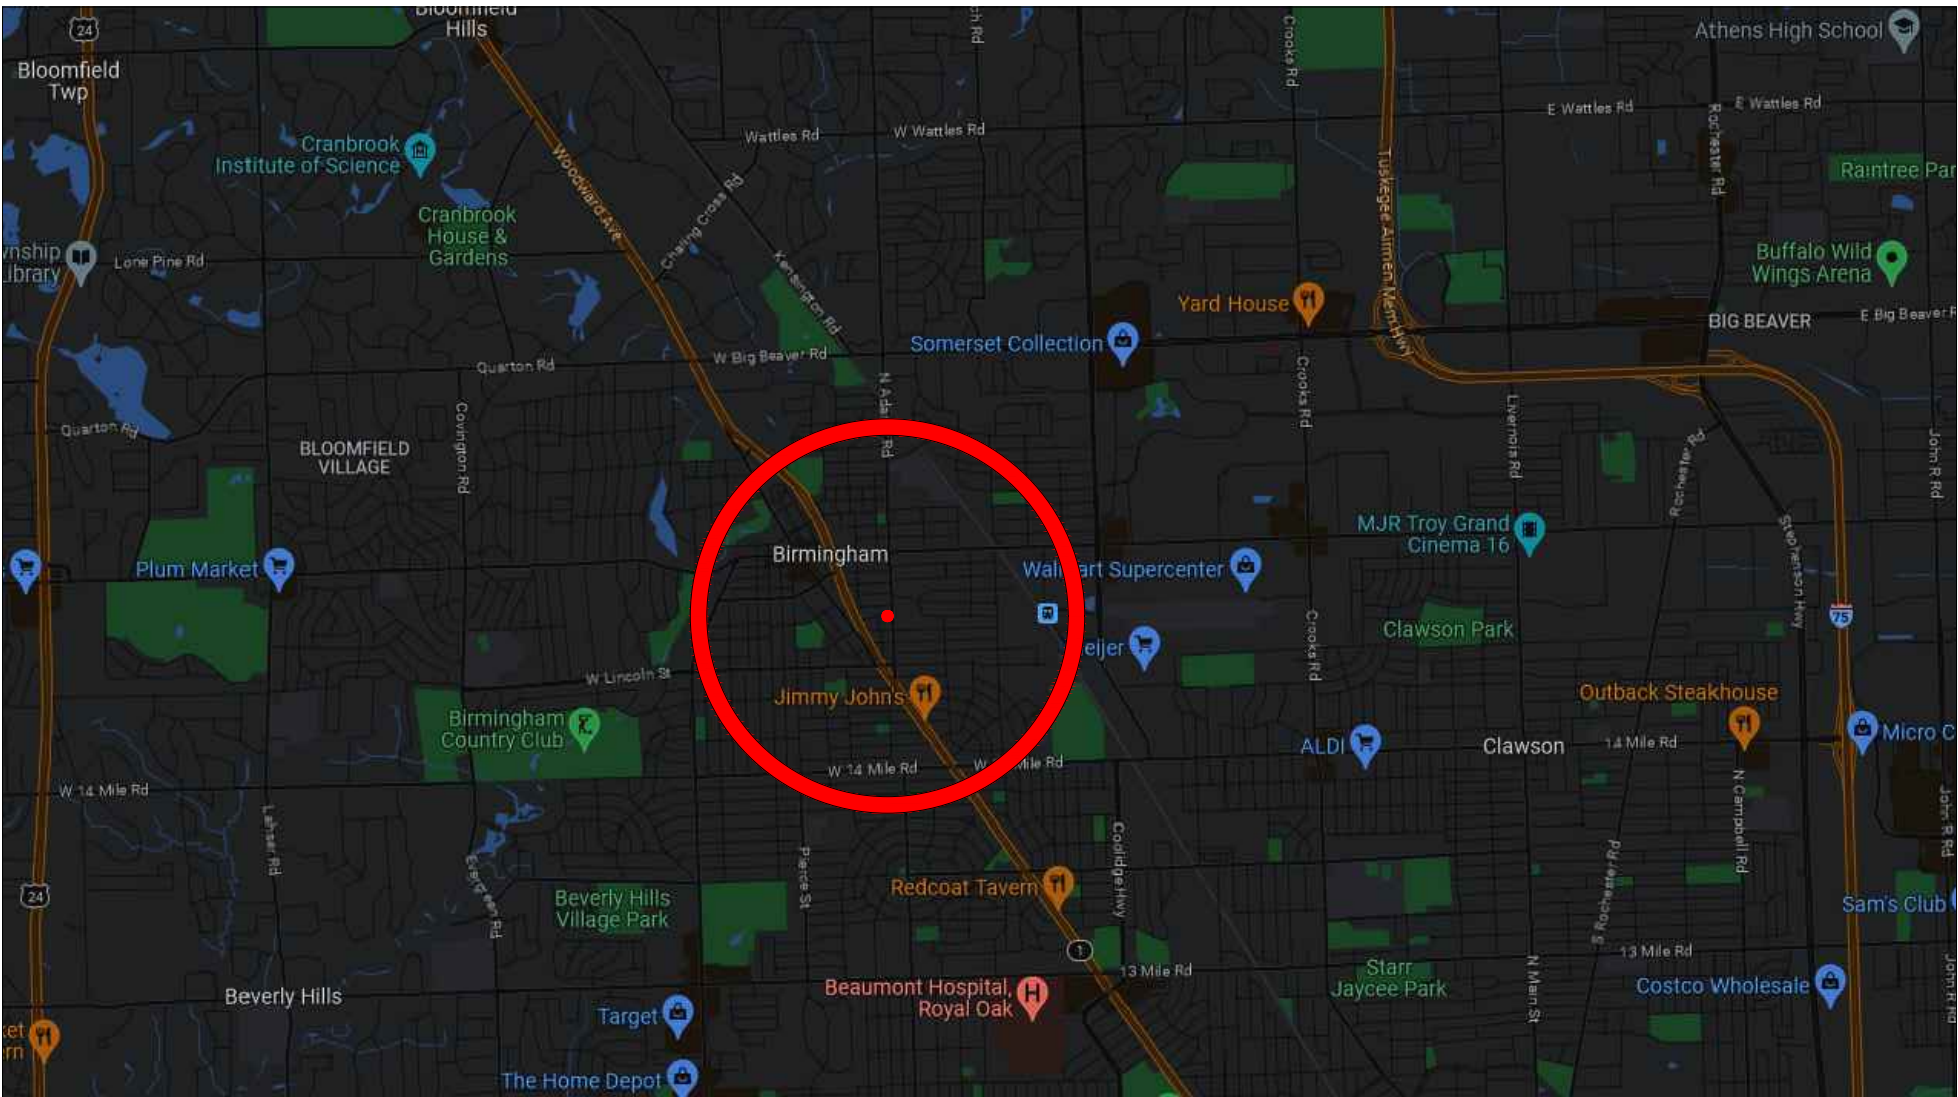 Bloomfield
Hills
24
Bloomfield
Twp
Athens High School
Crooks Rd
E Wattles Rd
E Wattles Rd
Rochester Rd
Wattles Rd
W Wattles Rd
Cranbrook
Institute of Science
Woodward Ave
Tuskegee Airmen Mem Hwy
Raintree Par
Charing Cross Rd
Cranbrook
House &
Gardens
Lone Pine Rd
Kensington Rd
Buffalo Wild
Wings Arena
Yard House
Somerset Collection
BIG BEAVER
E Big Beaver R
W Big Beaver Rd
Quarton Rd
Crooks Rd
Livernois Rd
Covington Rd
Quarton Rd
BLOOMFIELD
VILLAGE
Rochester Rd
John R Rd
MJR Troy Grand
Cinema 16
Stephenson Hwy
Birmingham
Plum Market
Supercenter
75
Clawson Park
Crooks Rd
W Lincoln St
Jimmy John's
Outback Steakhouse
Birmingham
Country Club
ALDI
Clawson
14 Mile Rd
Micro C
W 14 Mile Rd
W 14 Mile Rd
N Campbell Rd
John R Rd
Lahser Rd
Evergreen Rd
Pierce St
Coolidge Hwy
S Rochester Rd
24
Redcoat Tavern
Beverly Hills
Village Park
Sam's Club
1
13 Mile Rd
13 Mile Rd
Starr
Jaycee Park
Beaumont Hospital,
Royal Oak
Beverly Hills
Target
N Main St
Costco Wholesale
John R Rd
The Home Depot